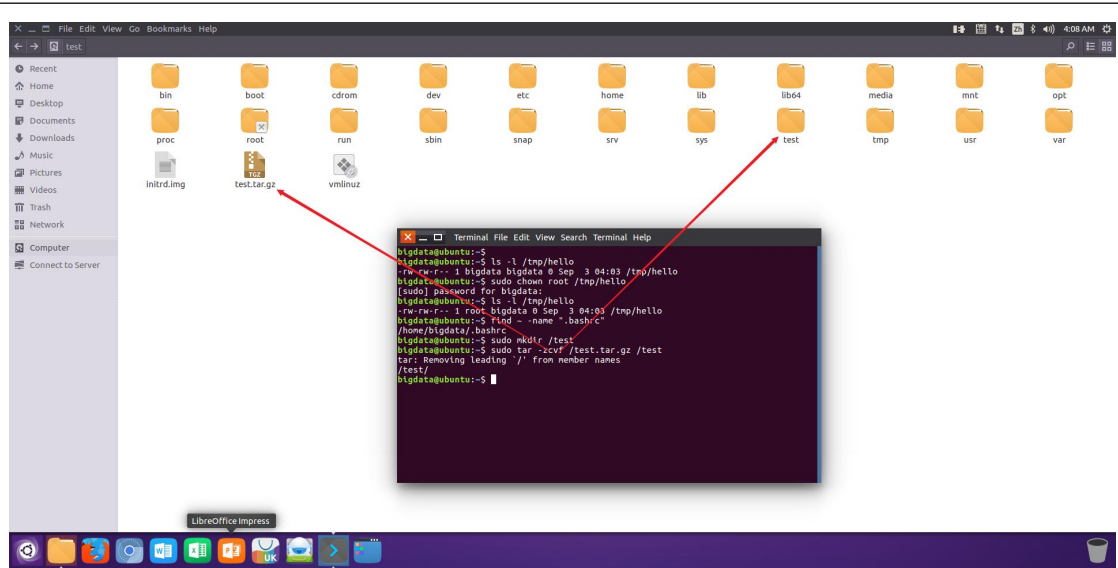 File Edit View Go Bookmarks Help
Zh 4:08 AM
test
Recent
Home
Desktop
Documents
Downloads
Music
Pictures
Videos
Trash
Network
Computer
Connect to Server
bin boot cdrom dev etc home lib lib64 media mnt opt
proc root run sbin snap srv sys test tmp usr var
TGZ
initrd.img test.tar.gz vmlinuz
Terminal File Edit View Search Terminal Help
bigdata@ubuntu:~$
bigdata@ubuntu:~$ ls -l /tmp/hello
-rw-rw-r-- 1 bigdata bigdata 0 Sep  3 04:03 /tmp/hello
bigdata@ubuntu:~$ sudo chown root /tmp/hello
[sudo] password for bigdata:
bigdata@ubuntu:~$ ls -l /tmp/hello
-rw-rw-r-- 1 root bigdata 0 Sep  3 04:03 /tmp/hello
bigdata@ubuntu:~$ find ~ -name ".bashrc"
/home/bigdata/.bashrc
bigdata@ubuntu:~$ sudo mkdir /test
bigdata@ubuntu:~$ sudo tar -zcvf /test.tar.gz /test
tar: Removing leading `/' from member names
/test/
bigdata@ubuntu:~$
LibreOffice Impress
UK